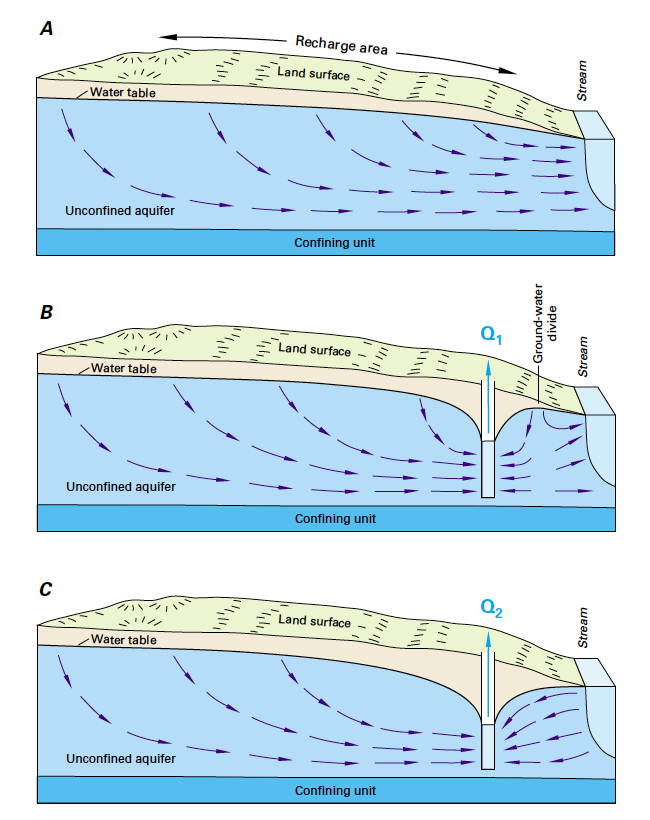 A
Recharge area
Land surface
Stream
Water table
Unconfined aquifer
Confining unit
B
Q1
Ground-water
divide
Stream
Land surface
Water table
Unconfined aquifer
Confining unit
C
Q2
Stream
Land surface
Water table
Unconfined aquifer
Confining unit